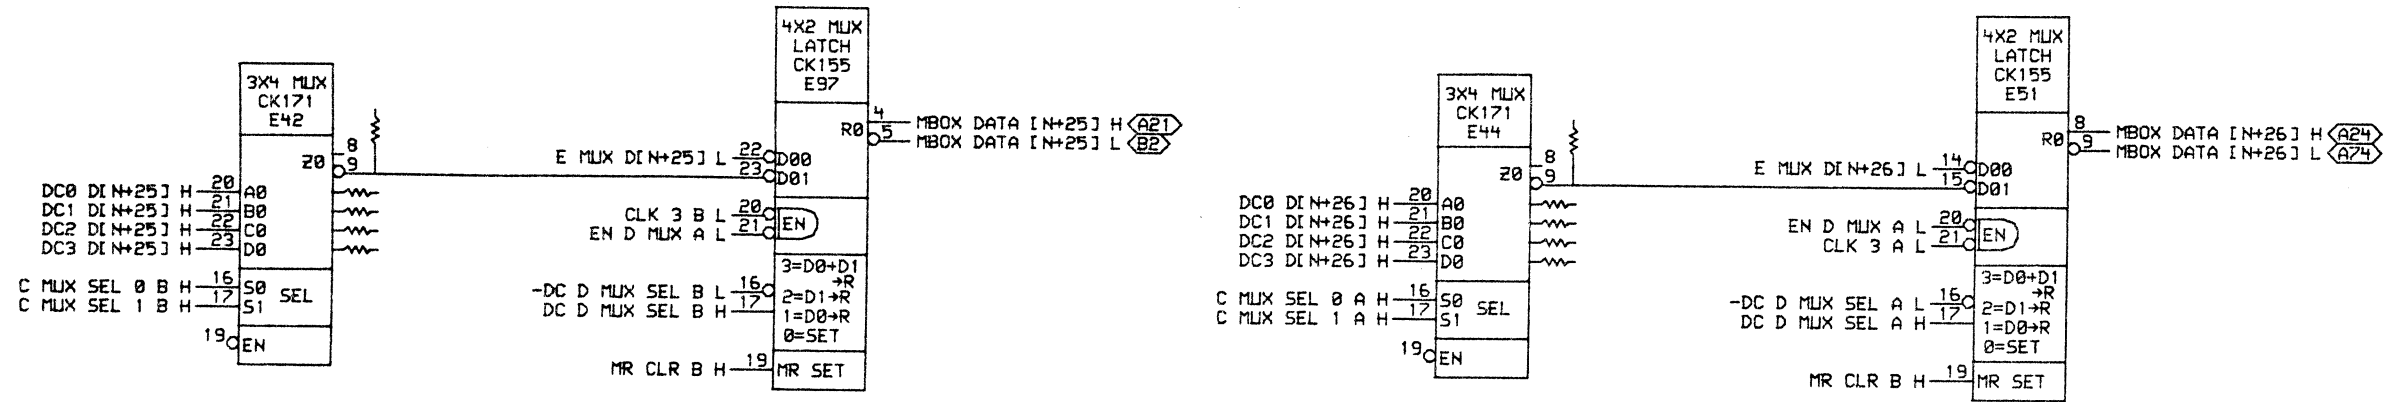 3X4 MUX
CK171
E42
Z0
8
9
DC0 D[N+25] H 20 A0
DC1 D[N+25] H 21 B0
DC2 D[N+25] H 22 C0
DC3 D[N+25] H 23 D0
C MUX SEL 0 B H 16 S0
SEL
C MUX SEL 1 B H 17 S1
19 EN
4X2 MUX
LATCH
CK155
E97
R0
4 MBOX DATA [N+25] H A21
5 MBOX DATA [N+25] L B2
E MUX D[N+25] L 22 D00
23 D01
CLK 3 B L 20
EN
EN D MUX A L 21
3=D0+D1
→R
-DC D MUX SEL B L 16 2=D1→R
DC D MUX SEL B H 17 1=D0→R
0=SET
MR CLR B H 19 MR SET
3X4 MUX
CK171
E44
Z0
8
9
DC0 D[N+26] H 20 A0
DC1 D[N+26] H 21 B0
DC2 D[N+26] H 22 C0
DC3 D[N+26] H 23 D0
C MUX SEL 0 A H 16 S0
SEL
C MUX SEL 1 A H 17 S1
19 EN
4X2 MUX
LATCH
CK155
E51
R0
8 MBOX DATA [N+26] H A24
9 MBOX DATA [N+26] L A74
E MUX D[N+26] L 14 D00
15 D01
EN D MUX A L 20
EN
CLK 3 A L 21
3=D0+D1
→R
-DC D MUX SEL A L 16 2=D1→R
DC D MUX SEL A H 17 1=D0→R
0=SET
MR CLR B H 19 MR SET